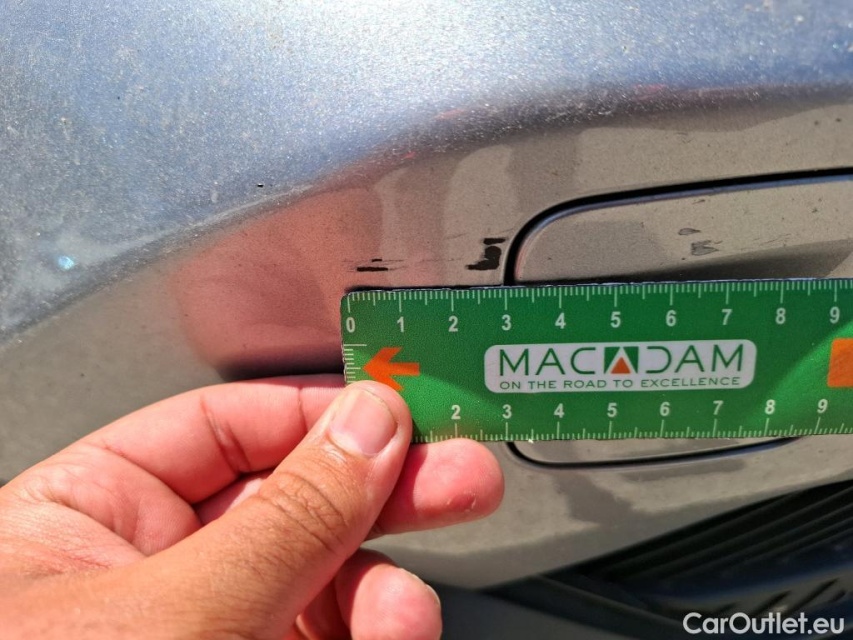 0 1 2 3 4 5 6 7 8 9
MACADAM
ON THE ROAD TO EXCELLENCE
2 3 4 5 6 7 8 9
CarOutlet.eu